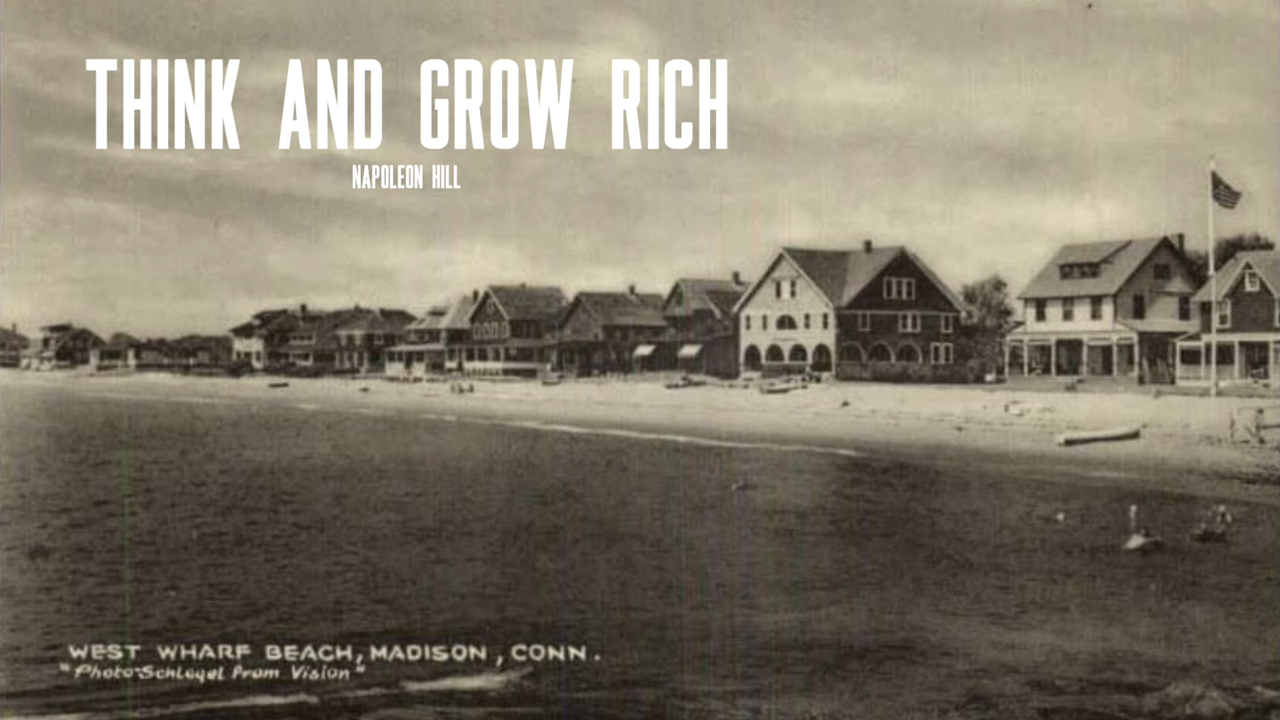 THINK AND GROW RICH
NAPOLEON HILL
WEST WHARF BEACH, MADISON, CONN.
"Photo-Schlegel from Vision"